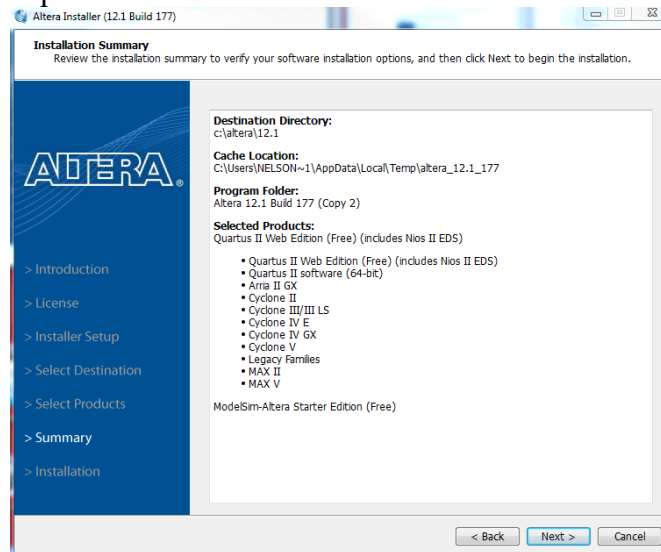 Altera Installer (12.1 Build 177)
Installation Summary
Review the installation summary to verify your software installation options, and then click Next to begin the installation.
ALTERA®
> Introduction
> License
> Installer Setup
> Select Destination
> Select Products
> Summary
> Installation
Destination Directory:
c:\altera\12.1
Cache Location:
C:\Users\NELSON~1\AppData\Local\Temp\altera_12.1_177
Program Folder:
Altera 12.1 Build 177 (Copy 2)
Selected Products:
Quartus II Web Edition (Free) (includes Nios II EDS)
• Quartus II Web Edition (Free) (includes Nios II EDS)
• Quartus II software (64-bit)
• Arria II GX
• Cyclone II
• Cyclone III/III LS
• Cyclone IV E
• Cyclone IV GX
• Cyclone V
• Legacy Families
• MAX II
• MAX V
ModelSim-Altera Starter Edition (Free)
< Back
Next >
Cancel